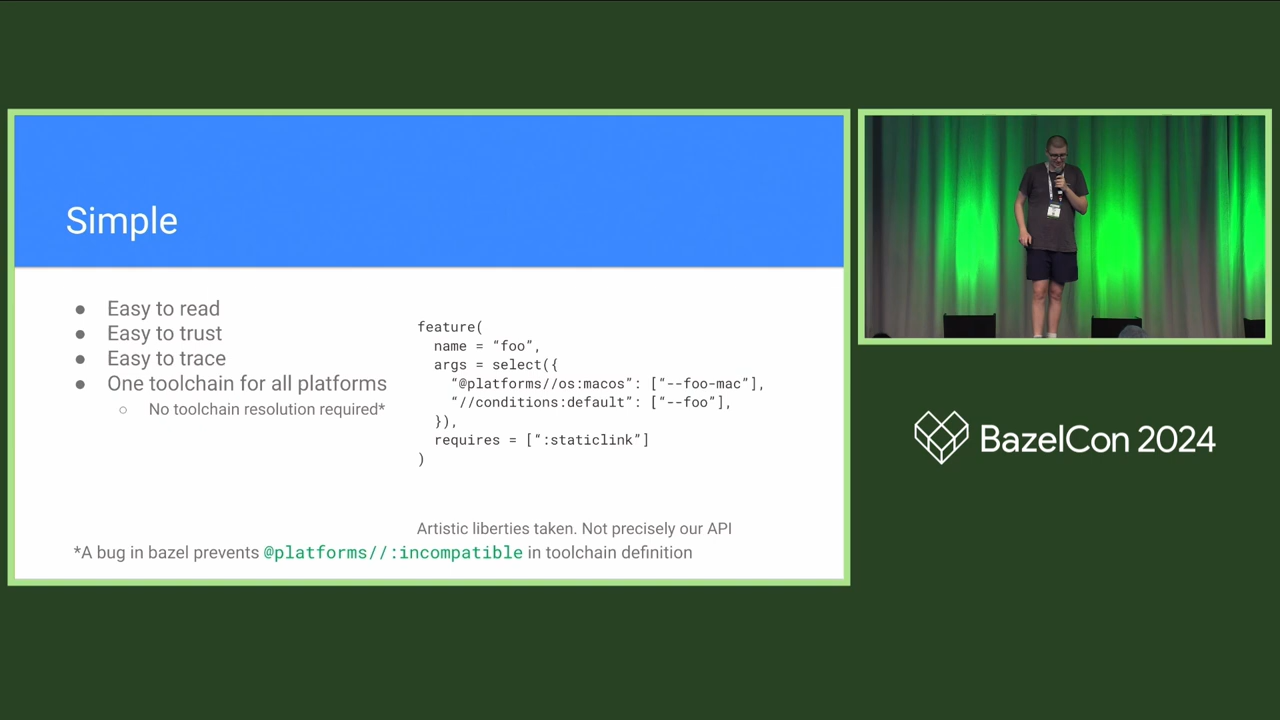 Simple
● Easy to read
● Easy to trust
● Easy to trace
● One toolchain for all platforms
○ No toolchain resolution required*
feature(
name = “foo”,
args = select({
“@platforms//os:macos”: [“--foo-mac”],
“//conditions:default”: [“--foo”],
}),
requires = [“:staticlink”]
)
Artistic liberties taken. Not precisely our API
*A bug in bazel prevents @platforms//:incompatible in toolchain definition
BazelCon 2024